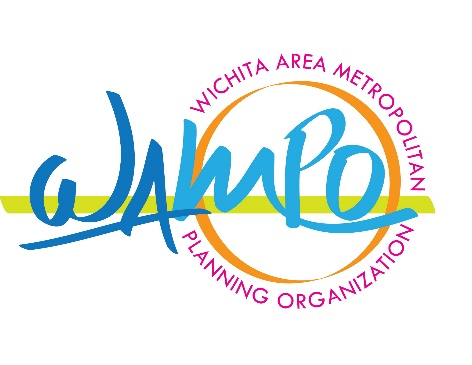 WICHITA AREA METROPOLITAN
WAMPO
PLANNING ORGANIZATION